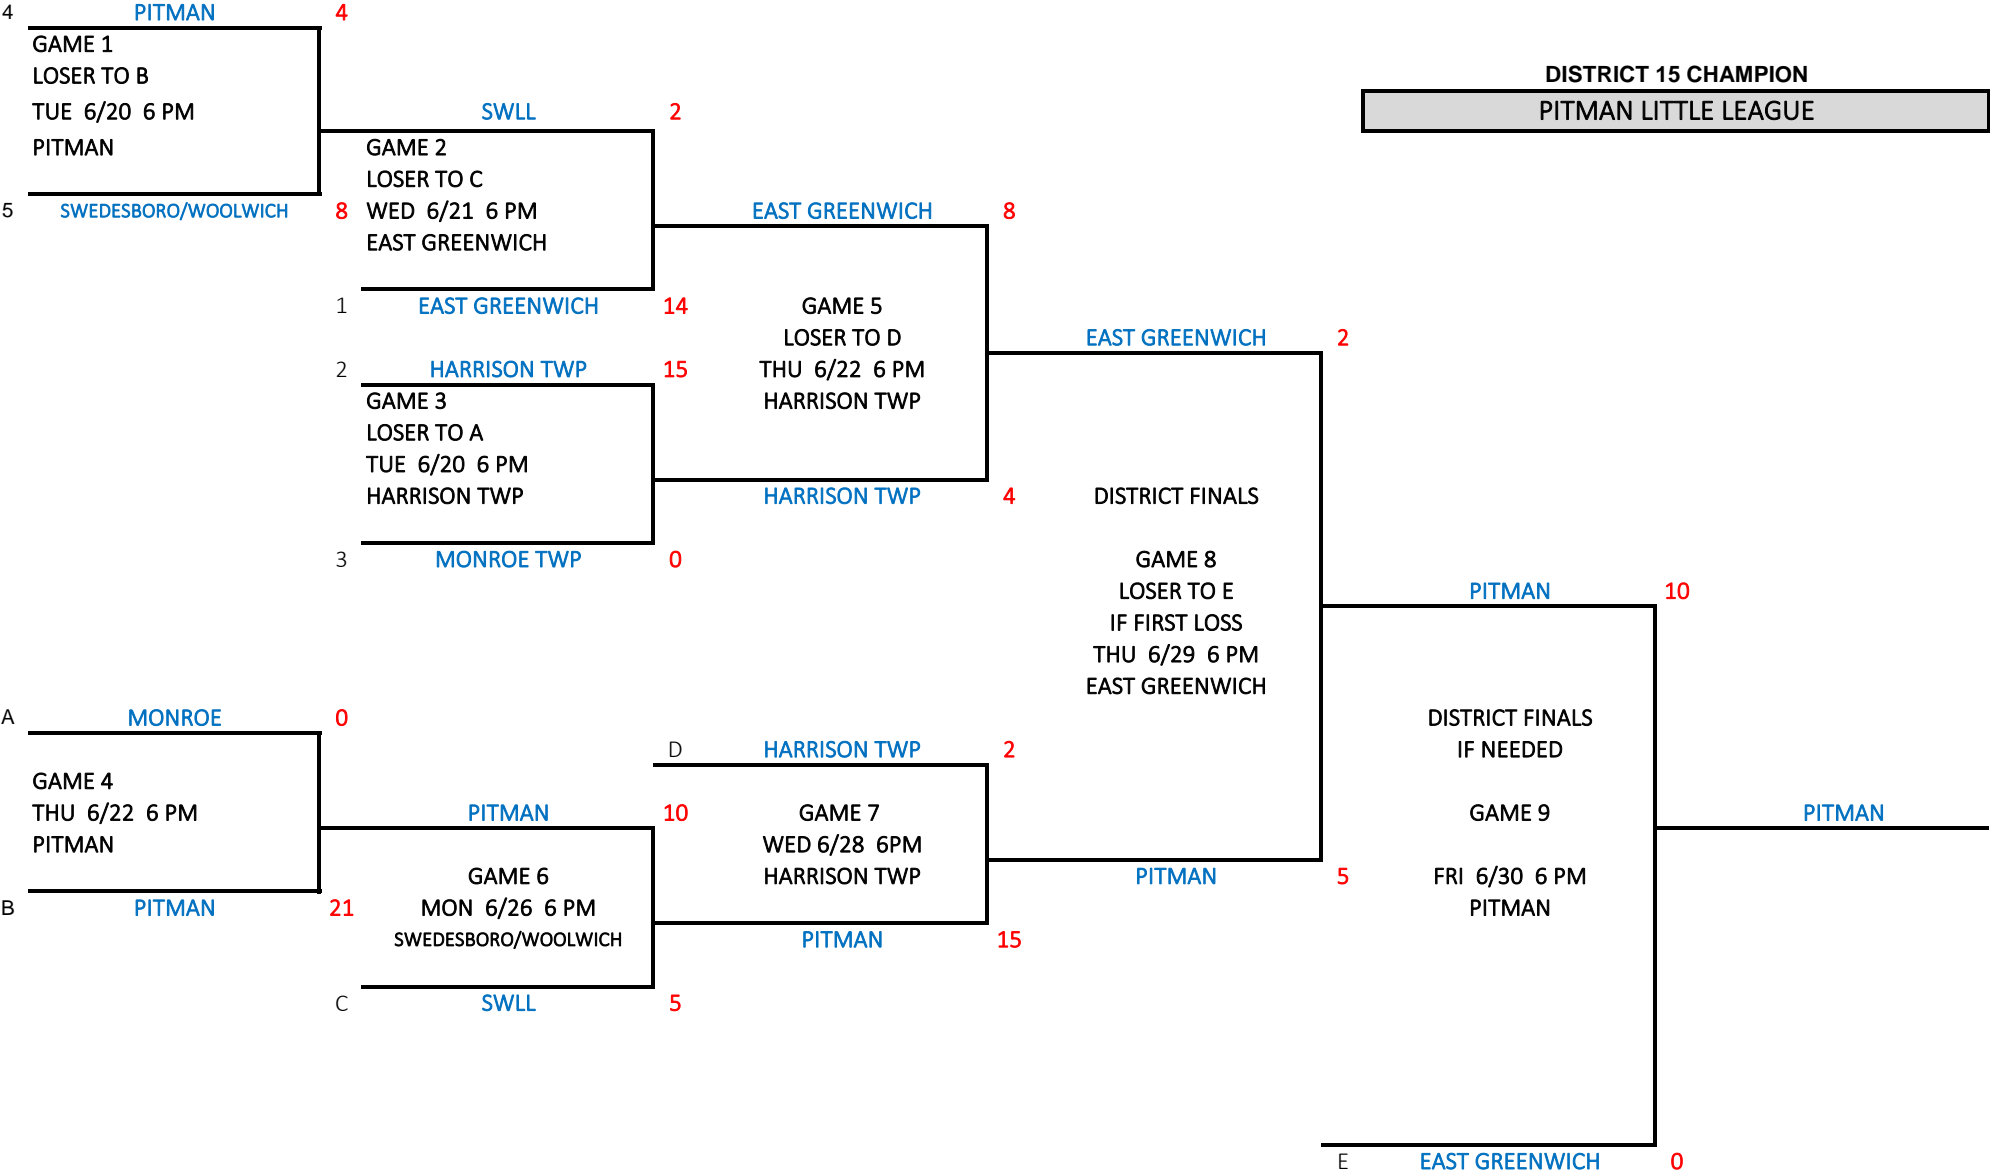 4 PITMAN 4
GAME 1
LOSER TO B
TUE 6/20 6 PM
PITMAN
5 SWEDESBORO/WOOLWICH 8
DISTRICT 15 CHAMPION
PITMAN LITTLE LEAGUE
SWLL 2
GAME 2
LOSER TO C
WED 6/21 6 PM
EAST GREENWICH
1 EAST GREENWICH 14
2 HARRISON TWP 15
GAME 3
LOSER TO A
TUE 6/20 6 PM
HARRISON TWP
3 MONROE TWP 0
EAST GREENWICH 8
GAME 5
LOSER TO D
THU 6/22 6 PM
HARRISON TWP
HARRISON TWP 4
EAST GREENWICH 2
DISTRICT FINALS
GAME 8
LOSER TO E
IF FIRST LOSS
THU 6/29 6 PM
EAST GREENWICH
PITMAN 5
A MONROE 0
GAME 4
THU 6/22 6 PM
PITMAN
B PITMAN 21
PITMAN 10
GAME 6
MON 6/26 6 PM
SWEDESBORO/WOOLWICH
C SWLL 5
D HARRISON TWP 2
GAME 7
WED 6/28 6PM
HARRISON TWP
PITMAN 15
PITMAN 10
DISTRICT FINALS
IF NEEDED
GAME 9
FRI 6/30 6 PM
PITMAN
E EAST GREENWICH 0
PITMAN